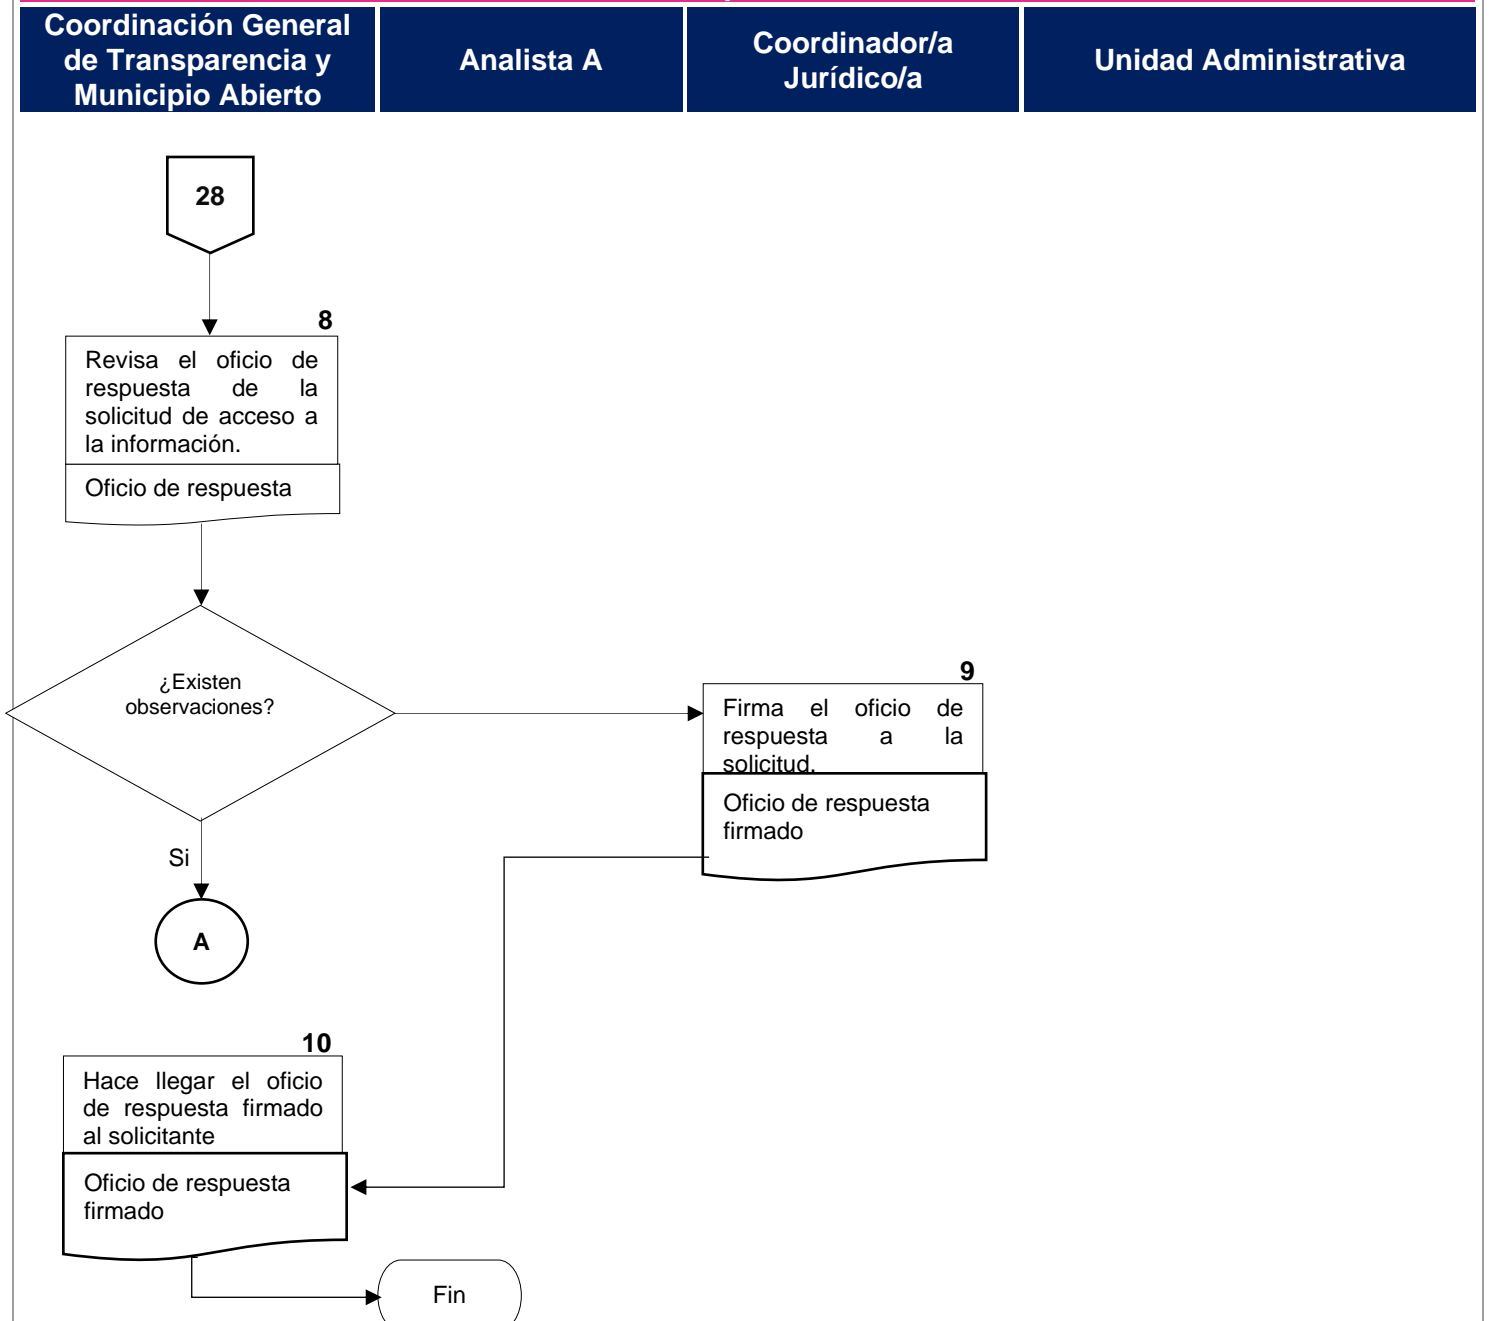 Coordinación General
de Transparencia y
Municipio Abierto
Analista A
Coordinador/a
Jurídico/a
Unidad Administrativa
28
8
Revisa el oficio de
respuesta de la
solicitud de acceso a
la información.
Oficio de respuesta
¿Existen
observaciones?
9
Firma el oficio de
respuesta a la
solicitud.
Oficio de respuesta
firmado
Si
A
10
Hace llegar el oficio
de respuesta firmado
al solicitante
Oficio de respuesta
firmado
Fin